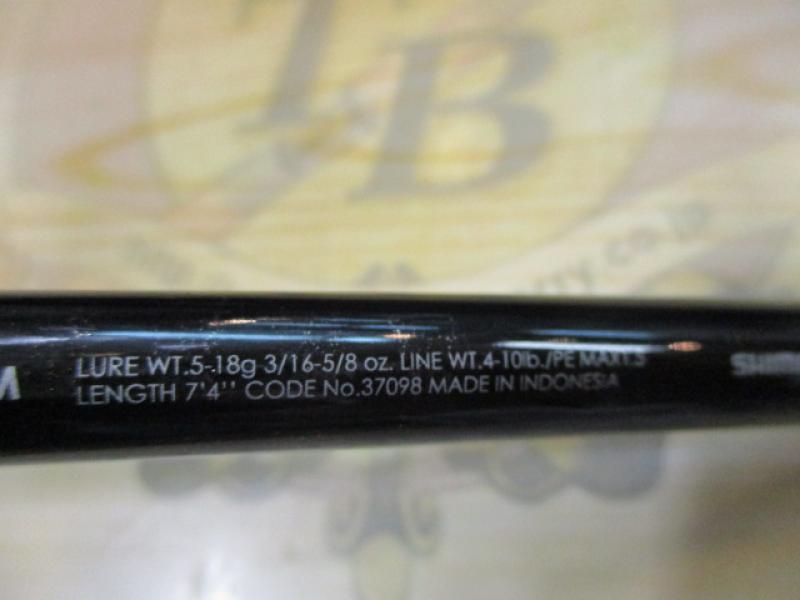 TB
LURE WT.5-18g 3/16-5/8 oz. LINE WT.4-10lb./PE MAX1.5
LENGTH 7'4'' CODE No.37098 MADE IN INDONESIA